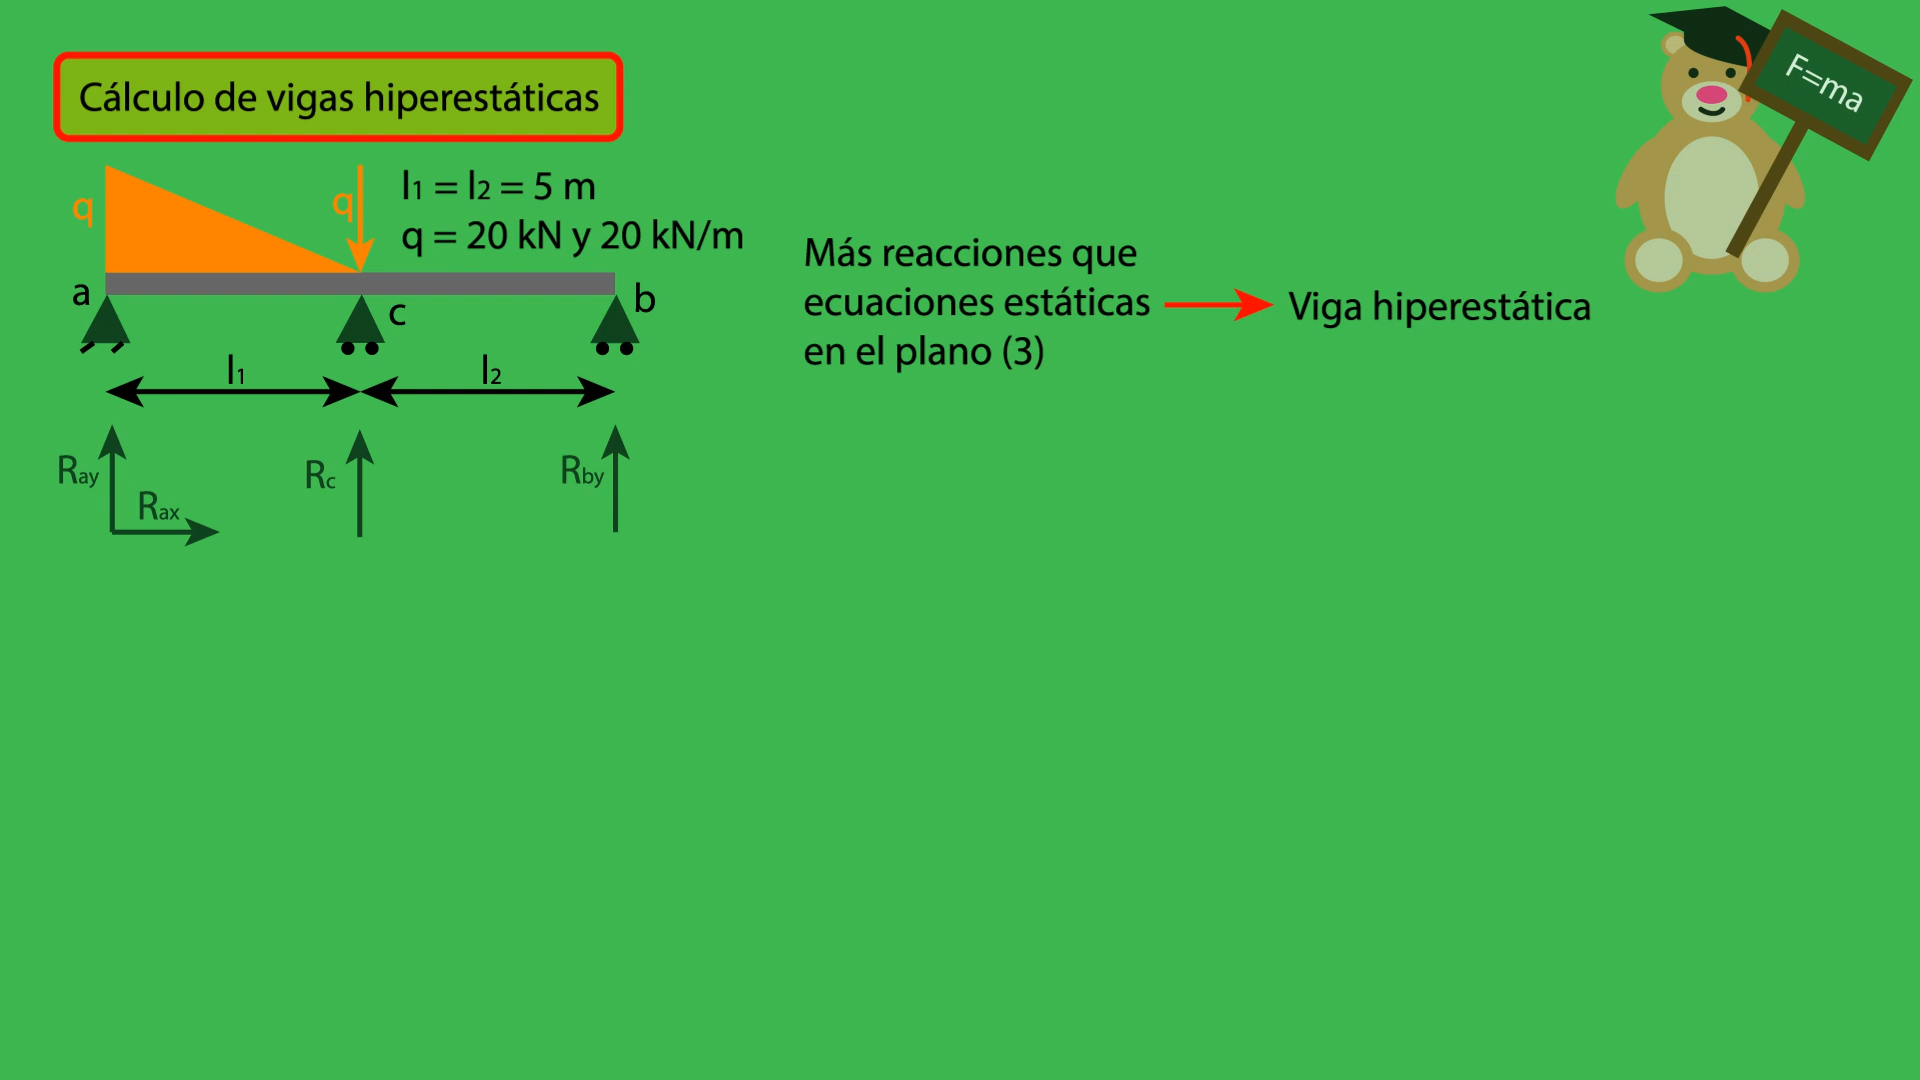 Cálculo de vigas hiperestáticas
F=ma
q
q
l1 = l2 = 5 m
q = 20 kN y 20 kN/m
a
c
b
l1
l2
Más reacciones que
ecuaciones estáticas
en el plano (3)
Viga hiperestática
Ray
Rax
Rc
Rby